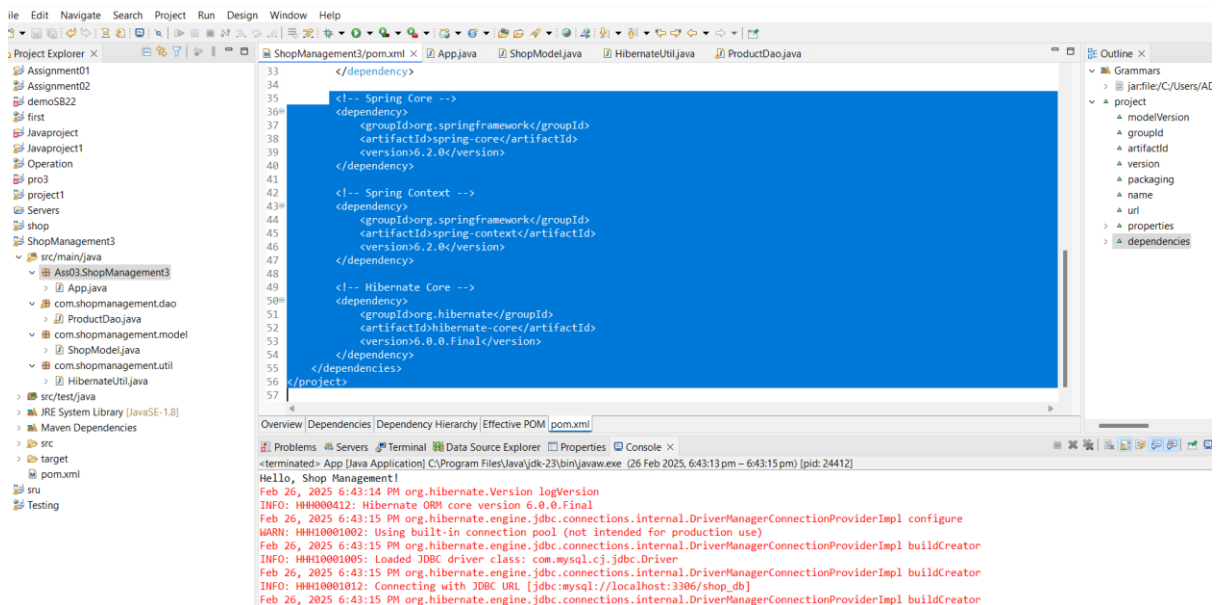 ile Edit Navigate Search Project Run Design Window Help
Project Explorer
Assignment01
Assignment02
demoSB22
first
Javaproject
Javaproject1
Operation
pro3
project1
Servers
shop
ShopManagement3
src/main/java
Ass03.ShopManagement3
App.java
com.shopmanagement.dao
ProductDao.java
com.shopmanagement.model
ShopModel.java
com.shopmanagement.util
HibernateUtil.java
src/test/java
JRE System Library [JavaSE-1.8]
Maven Dependencies
src
target
pom.xml
sru
Testing
ShopManagement3/pom.xml App.java ShopModel.java HibernateUtil.java ProductDao.java
33 </dependency>
34
35 <!-- Spring Core -->
36 <dependency>
37 <groupId>org.springframework</groupId>
38 <artifactId>spring-core</artifactId>
39 <version>6.2.0</version>
40 </dependency>
41
42 <!-- Spring Context -->
43 <dependency>
44 <groupId>org.springframework</groupId>
45 <artifactId>spring-context</artifactId>
46 <version>6.2.0</version>
47 </dependency>
48
49 <!-- Hibernate Core -->
50 <dependency>
51 <groupId>org.hibernate</groupId>
52 <artifactId>hibernate-core</artifactId>
53 <version>6.0.0.Final</version>
54 </dependency>
55 </dependencies>
56 </project>
57
Overview Dependencies Dependency Hierarchy Effective POM pom.xml
Outline
Grammars
jar:file:/C:/Users/AD
project
modelVersion
groupId
artifactId
version
packaging
name
url
properties
dependencies
Problems Servers Terminal Data Source Explorer Properties Console
<terminated> App [Java Application] C:\Program Files\Java\jdk-23\bin\javaw.exe (26 Feb 2025, 6:43:13 pm – 6:43:15 pm) [pid: 24412]
Hello, Shop Management!
Feb 26, 2025 6:43:14 PM org.hibernate.Version logVersion
INFO: HHH000412: Hibernate ORM core version 6.0.0.Final
Feb 26, 2025 6:43:15 PM org.hibernate.engine.jdbc.connections.internal.DriverManagerConnectionProviderImpl configure
WARN: HHH10001002: Using built-in connection pool (not intended for production use)
Feb 26, 2025 6:43:15 PM org.hibernate.engine.jdbc.connections.internal.DriverManagerConnectionProviderImpl buildCreator
INFO: HHH10001005: Loaded JDBC driver class: com.mysql.cj.jdbc.Driver
Feb 26, 2025 6:43:15 PM org.hibernate.engine.jdbc.connections.internal.DriverManagerConnectionProviderImpl buildCreator
INFO: HHH10001012: Connecting with JDBC URL [jdbc:mysql://localhost:3306/shop_db]
Feb 26, 2025 6:43:15 PM org.hibernate.engine.jdbc.connections.internal.DriverManagerConnectionProviderImpl buildCreator